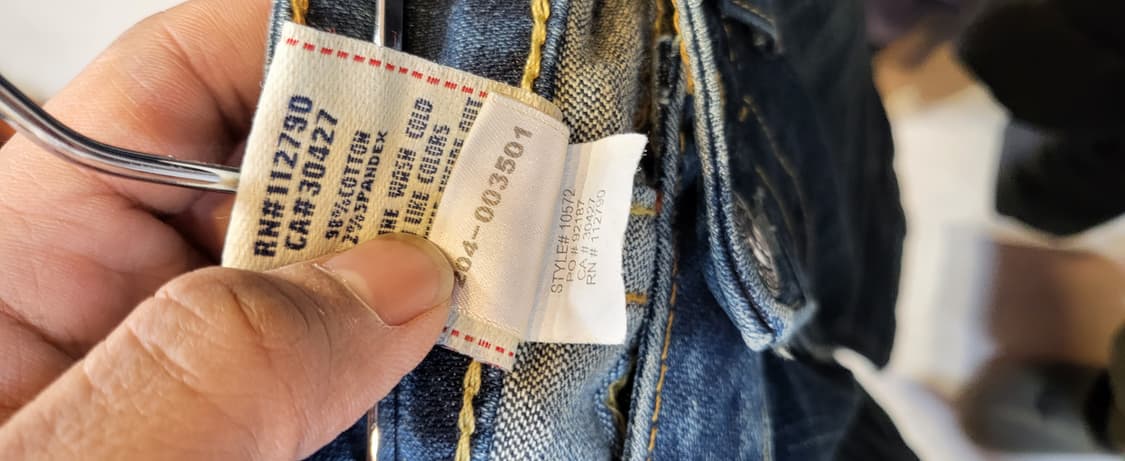 RN#112790
CA#30427
98%COTTON
2%SPANDEX
WASH COLD
LIKE COLORS
04-003501
STYLE# 10572
PO # 92187
CA # 30427
RN # 112790